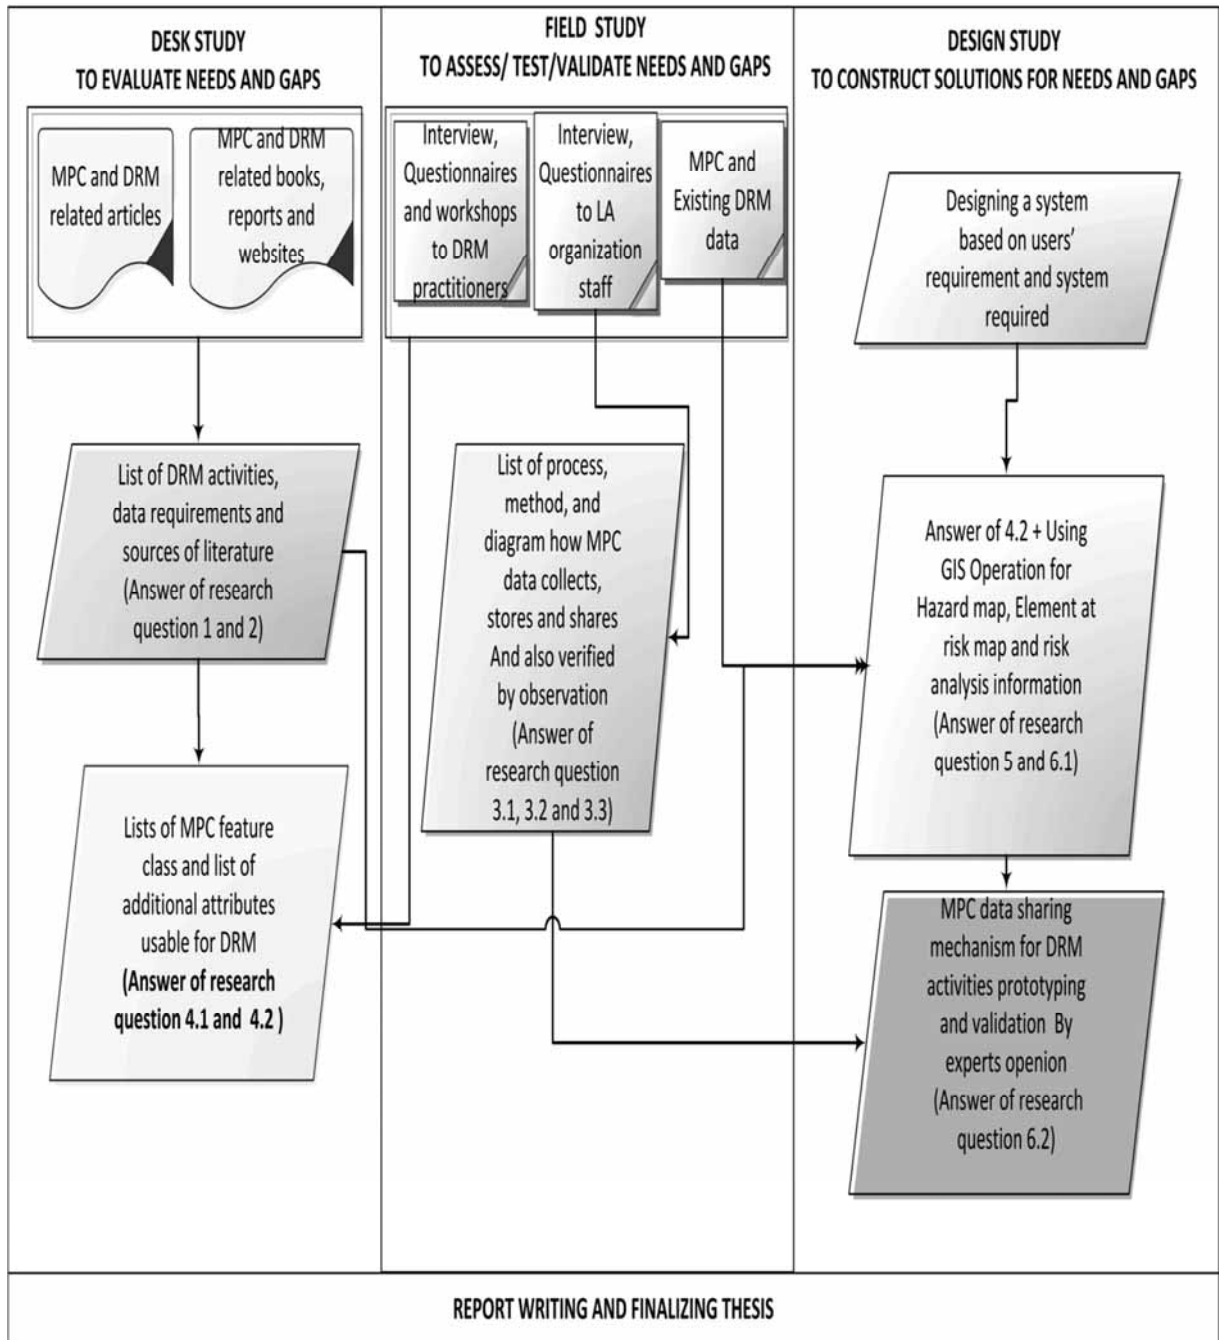 DESK STUDY
TO EVALUATE NEEDS AND GAPS
MPC and DRM
related articles
MPC and DRM
related books,
reports and
websites
List of DRM activities,
data requirements and
sources of literature
(Answer of research
question 1 and 2)
Lists of MPC feature
class and list of
additional attributes
usable for DRM
(Answer of research
question 4.1 and 4.2 )
FIELD STUDY
TO ASSESS/ TEST/VALIDATE NEEDS AND GAPS
Interview,
Questionnaires
and workshops
to DRM
practitioners
Interview,
Questionnaires
to LA
organization
staff
MPC and
Existing DRM
data
List of process,
method, and
diagram how MPC
data collects,
stores and shares
And also verified
by observation
(Answer of
research question
3.1, 3.2 and 3.3)
DESIGN STUDY
TO CONSTRUCT SOLUTIONS FOR NEEDS AND GAPS
Designing a system
based on users’
requirement and system
required
Answer of 4.2 + Using
GIS Operation for
Hazard map, Element at
risk map and risk
analysis information
(Answer of research
question 5 and 6.1)
MPC data sharing
mechanism for DRM
activities prototyping
and validation By
experts openion
(Answer of research
question 6.2)
REPORT WRITING AND FINALIZING THESIS